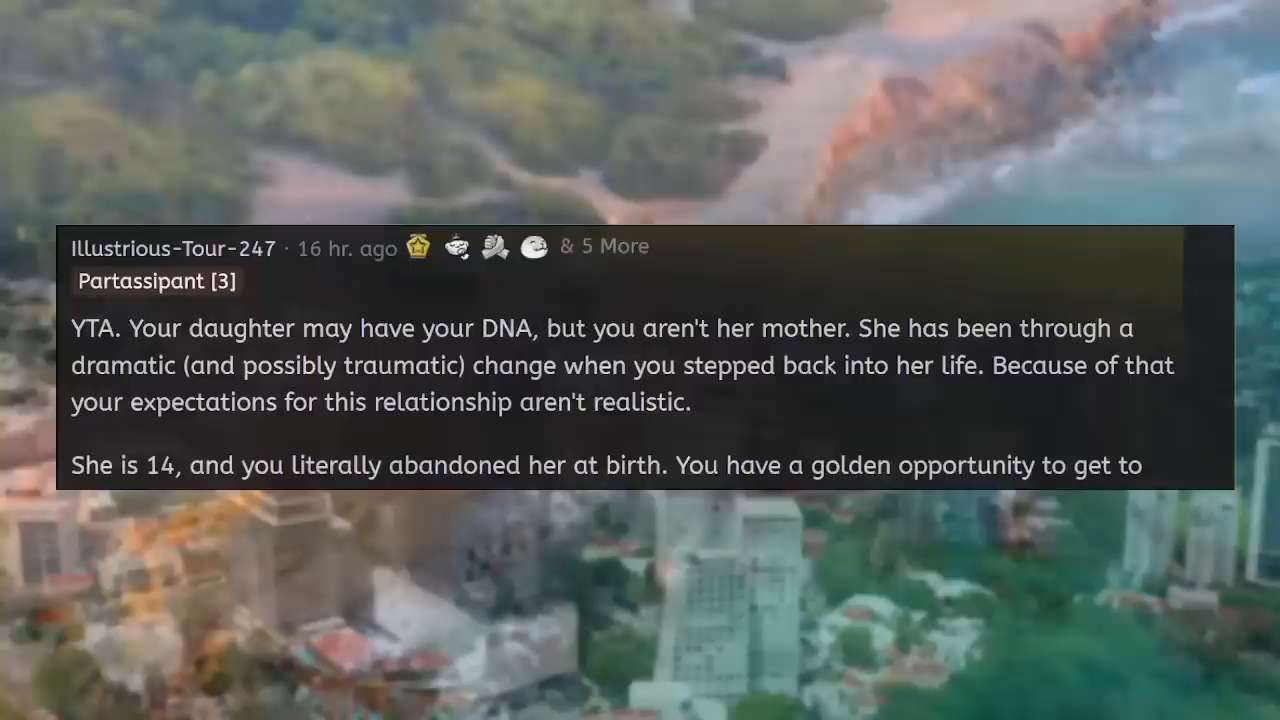 Illustrious-Tour-247 · 16 hr. ago & 5 More
Partassipant [3]
YTA. Your daughter may have your DNA, but you aren't her mother. She has been through a
dramatic (and possibly traumatic) change when you stepped back into her life. Because of that
your expectations for this relationship aren't realistic.
She is 14, and you literally abandoned her at birth. You have a golden opportunity to get to